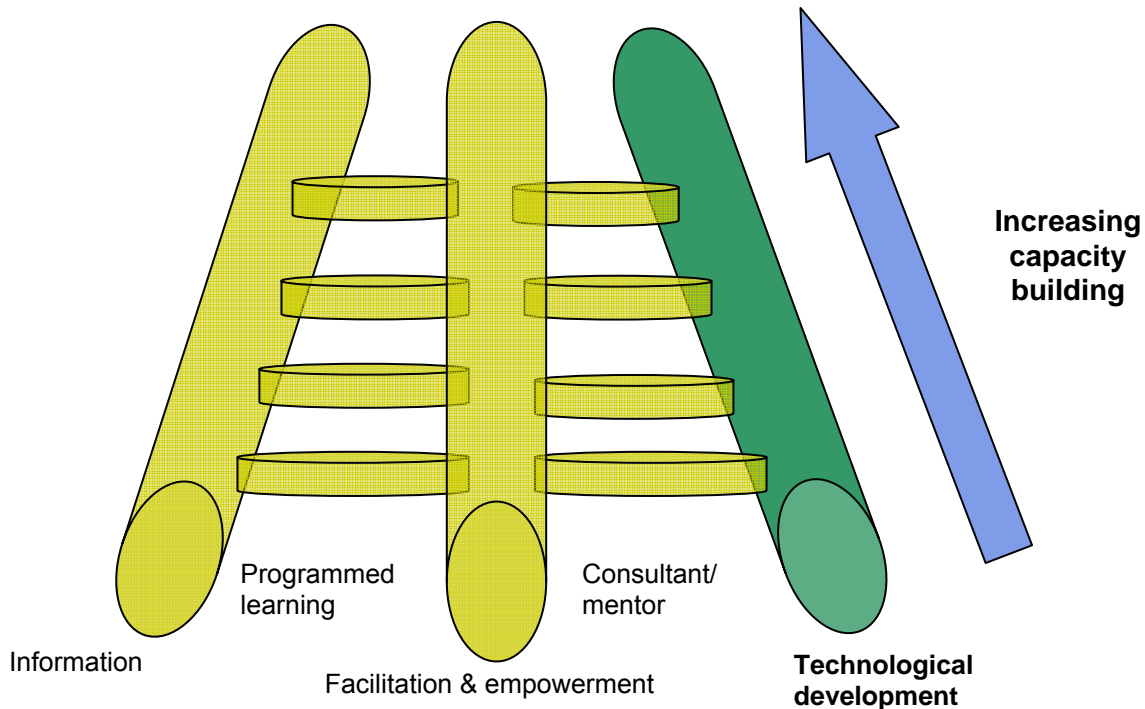 Increasing
capacity
building
Programmed
learning
Consultant/
mentor
Information
Facilitation & empowerment
Technological
development